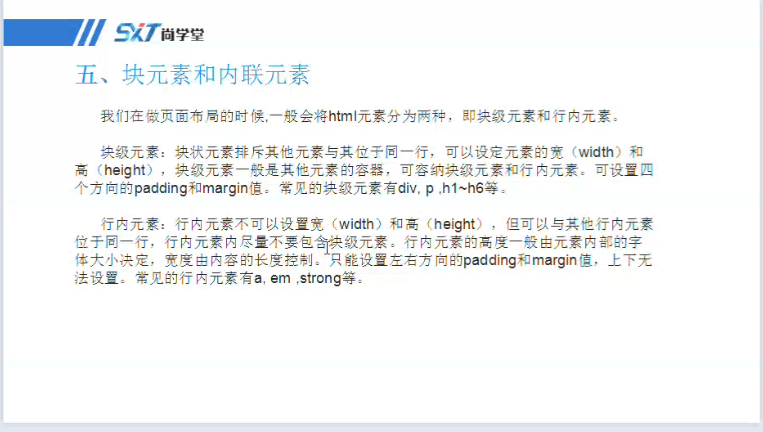 SXT尚学堂
五、块元素和内联元素
我们在做页面布局的时候,一般会将html元素分为两种，即块级元素和行内元素。
块级元素：块状元素排斥其他元素与其位于同一行，可以设定元素的宽（width）和
高（height），块级元素一般是其他元素的容器，可容纳块级元素和行内元素。可设置四
个方向的padding和margin值。常见的块级元素有div, p ,h1~h6等。
行内元素：行内元素不可以设置宽（width）和高（height），但可以与其他行内元素
位于同一行，行内元素内尽量不要包含块级元素。行内元素的高度一般由元素内部的字
体大小决定，宽度由内容的长度控制。只能设置左右方向的padding和margin值，上下无
法设置。常见的行内元素有a, em ,strong等。